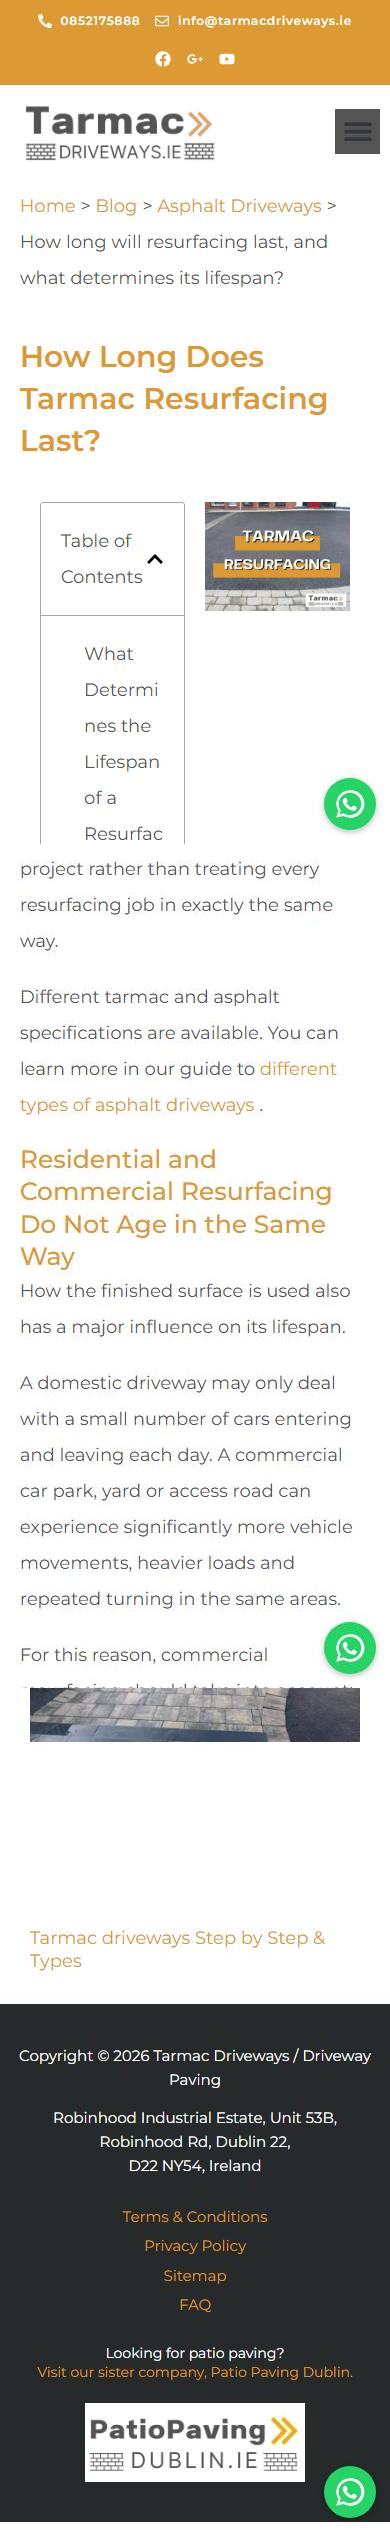 0852175888 info@tarmacdriveways.ie
Tarmac
DRIVEWAYS.IE
Home > Blog > Asphalt Driveways >
How long will resurfacing last, and
what determines its lifespan?
How Long Does
Tarmac Resurfacing
Last?
Table of
Contents
TARMAC
RESURFACING
Tarmac
What
Determi
nes the
Lifespan
of a
Resurfac
project rather than treating every
resurfacing job in exactly the same
way.
Different tarmac and asphalt
specifications are available. You can
learn more in our guide to different
types of asphalt driveways .
Residential and
Commercial Resurfacing
Do Not Age in the Same
Way
How the finished surface is used also
has a major influence on its lifespan.
A domestic driveway may only deal
with a small number of cars entering
and leaving each day. A commercial
car park, yard or access road can
experience significantly more vehicle
movements, heavier loads and
repeated turning in the same areas.
For this reason, commercial
Tarmac driveways Step by Step &
Types
Copyright © 2026 Tarmac Driveways / Driveway
Paving
Robinhood Industrial Estate, Unit 53B,
Robinhood Rd, Dublin 22,
D22 NY54, Ireland
Terms & Conditions
Privacy Policy
Sitemap
FAQ
Looking for patio paving?
Visit our sister company, Patio Paving Dublin.
PatioPaving
DUBLIN.IE